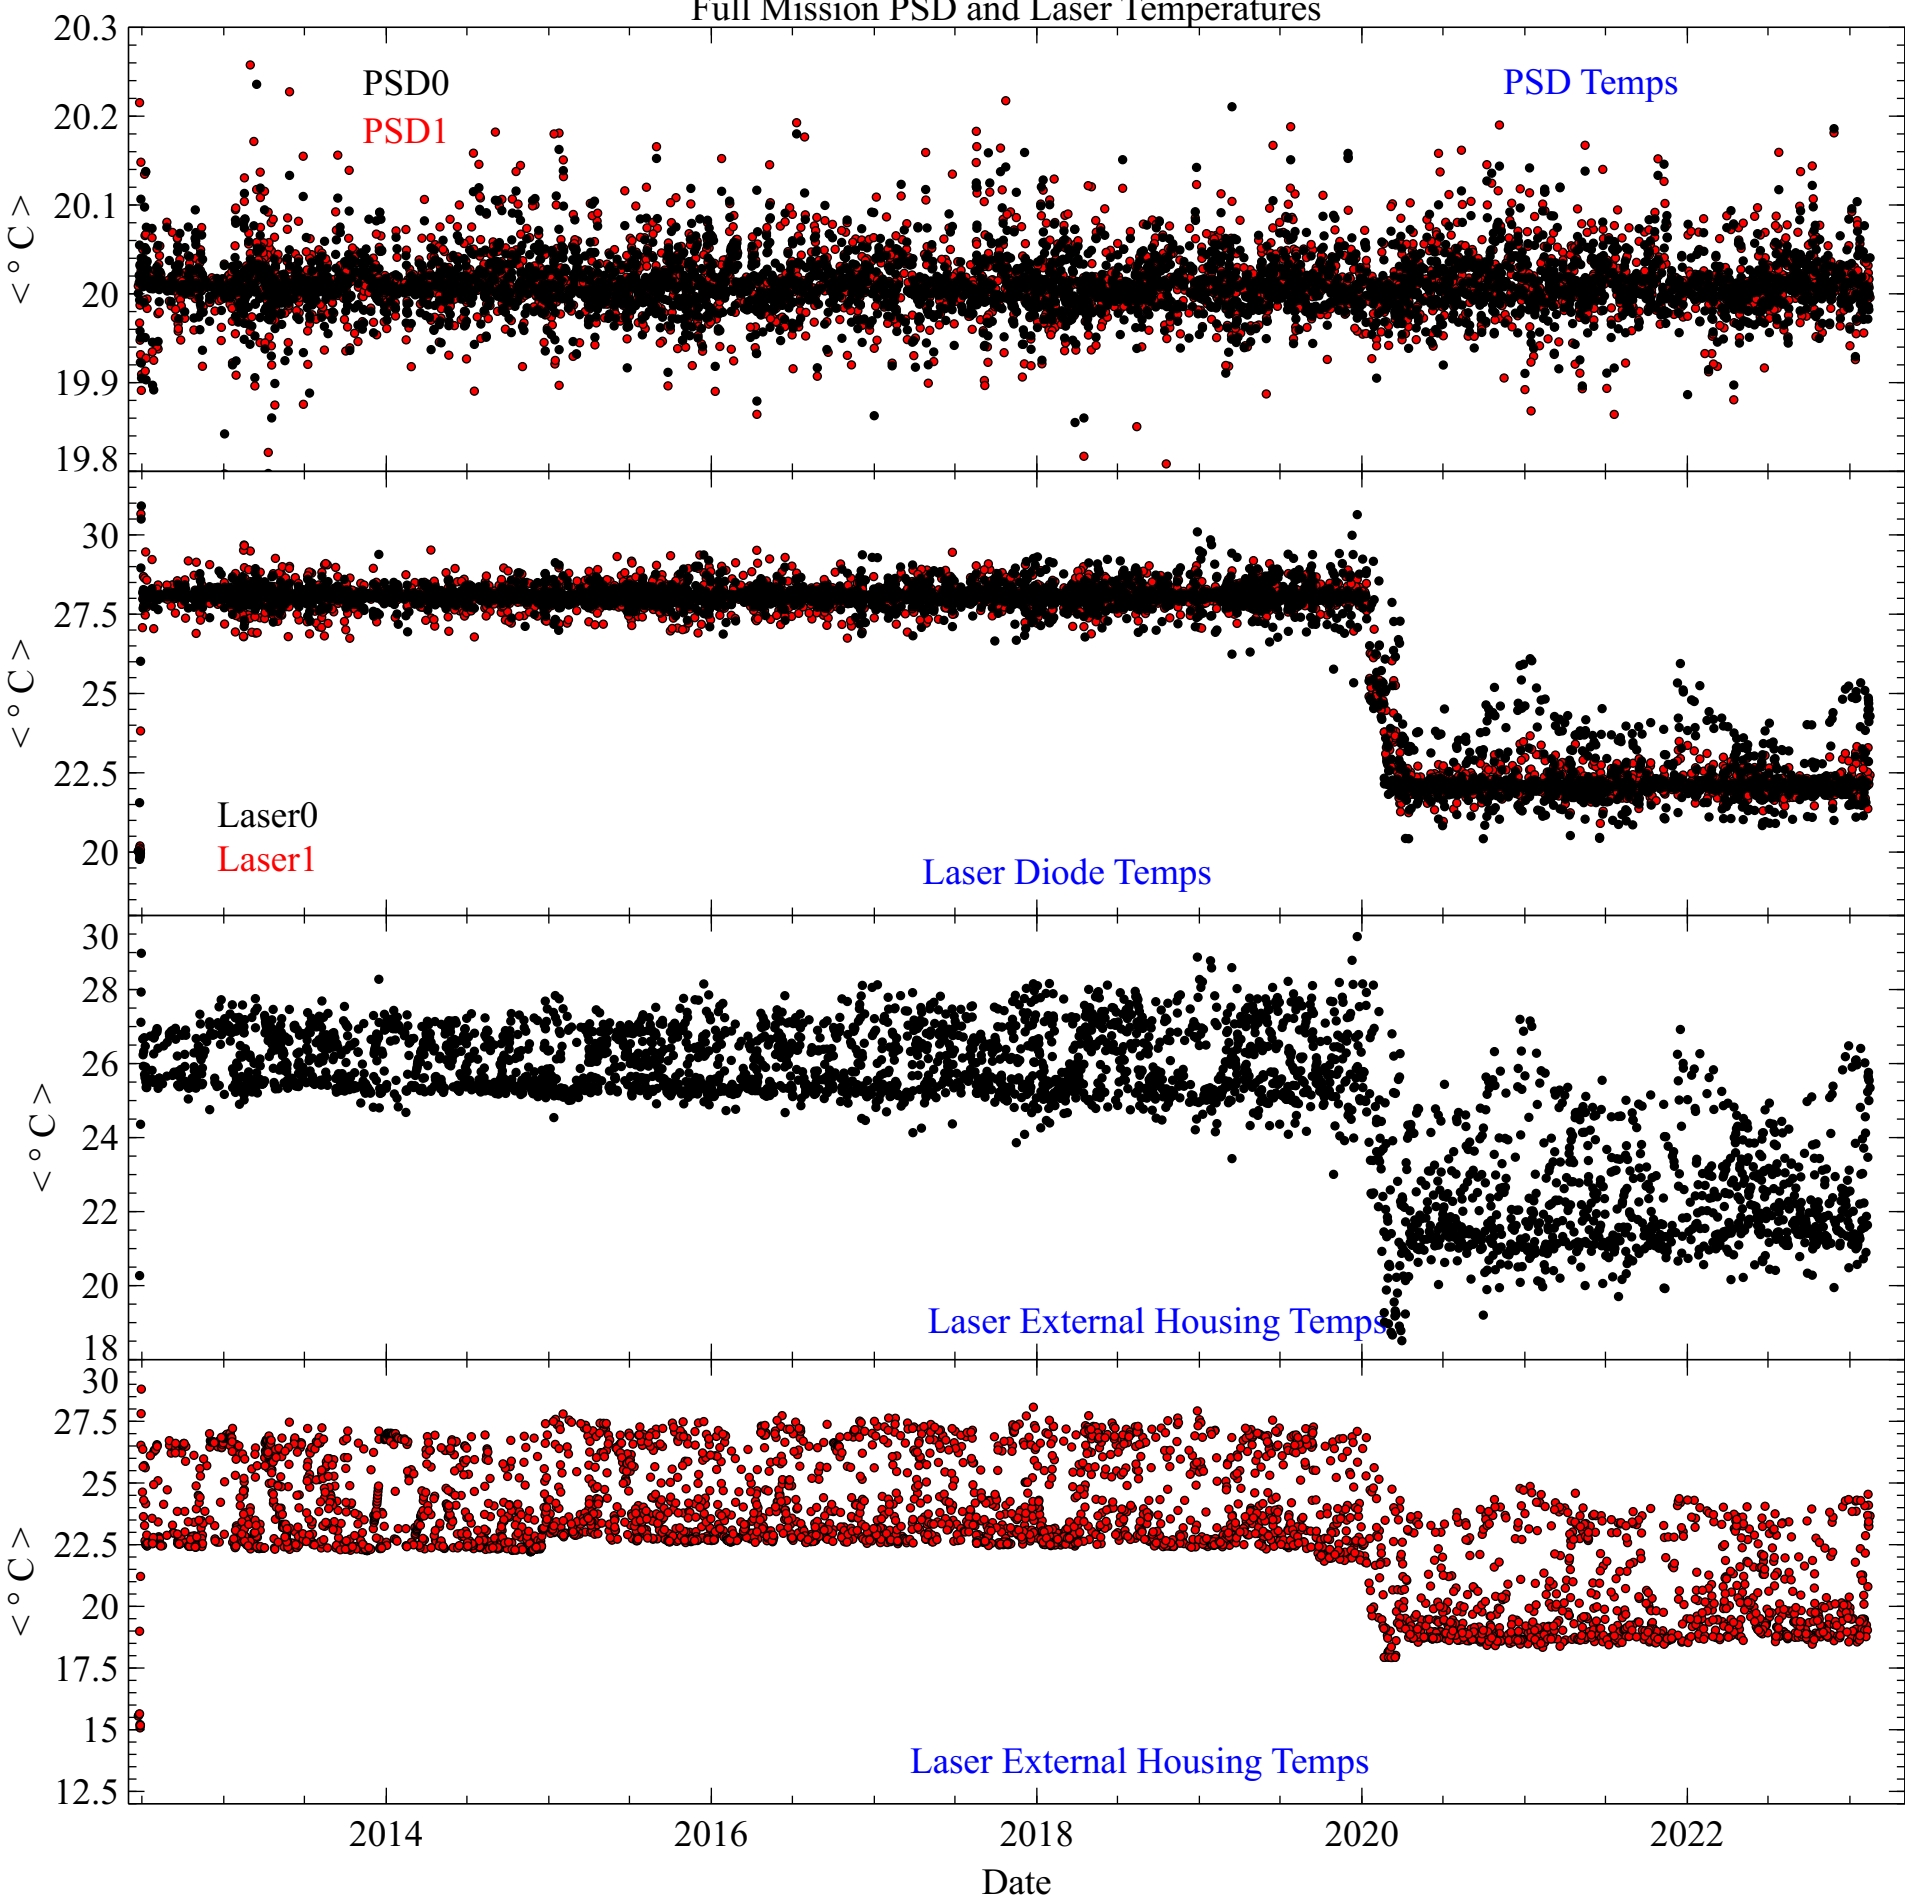 Full Mission PSD and Laser Temperatures
20.3
20.2
20.1
20
19.9
19.8
< ° C >
PSD0
PSD1
PSD Temps
30
27.5
25
22.5
20
< ° C >
Laser0
Laser1
Laser Diode Temps
30
28
26
24
22
20
18
< ° C >
Laser External Housing Temps
30
27.5
25
22.5
20
17.5
15
12.5
< ° C >
Laser External Housing Temps
2014 2016 2018 2020 2022
Date